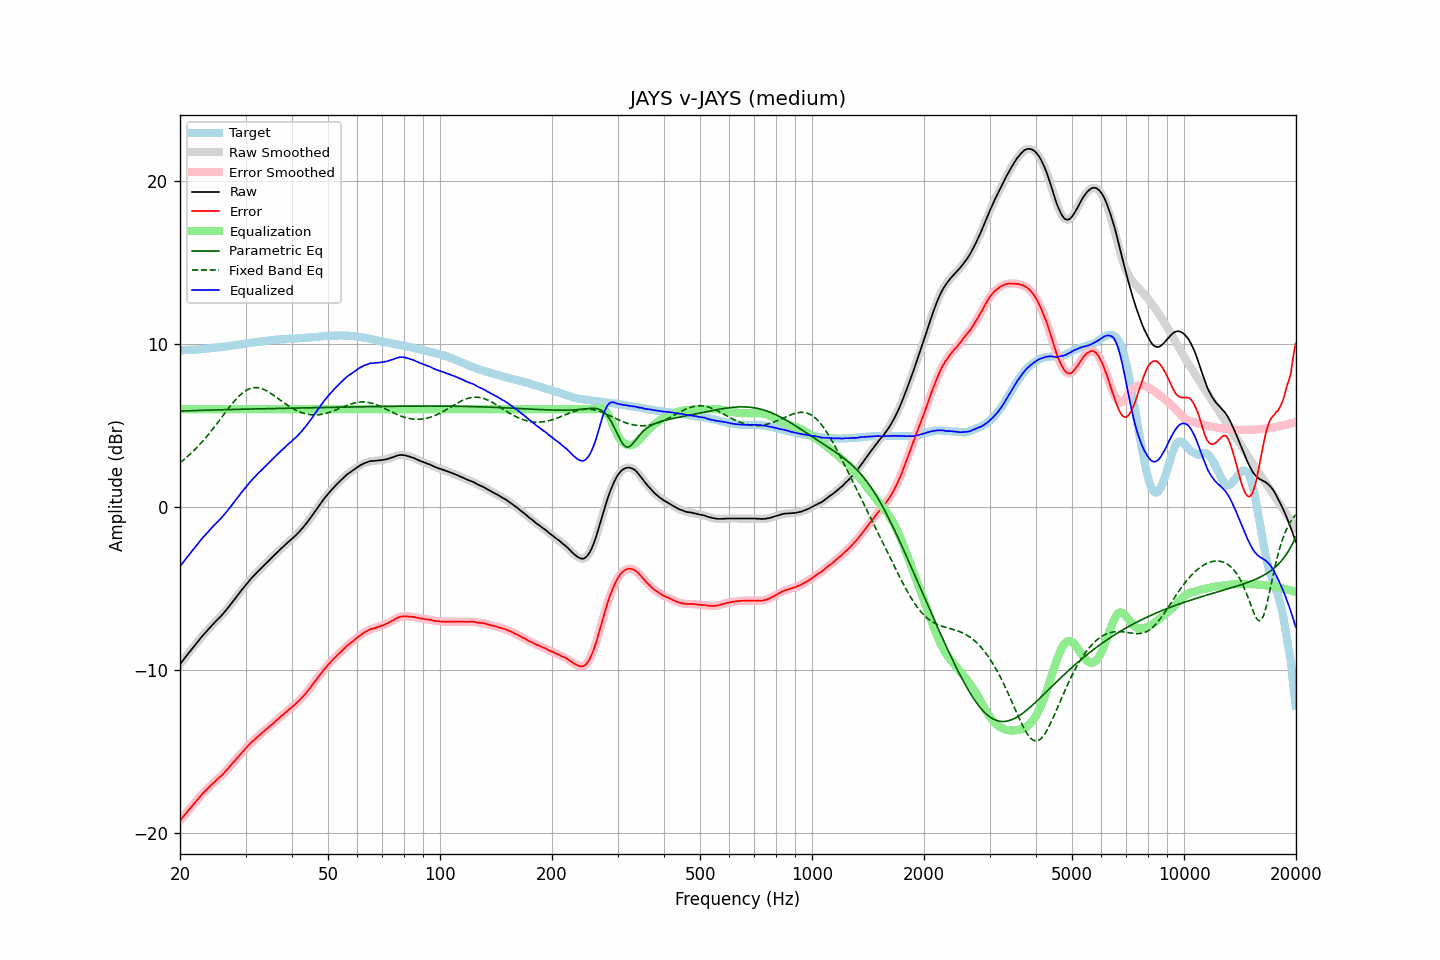 JAYS v-JAYS (medium)
Target
Raw Smoothed
Error Smoothed
Raw
Error
Equalization
Parametric Eq
Fixed Band Eq
Equalized
Amplitude (dBr)
20
10
0
−10
−20
20
50
100
200
500
1000
2000
5000
10000
20000
Frequency (Hz)